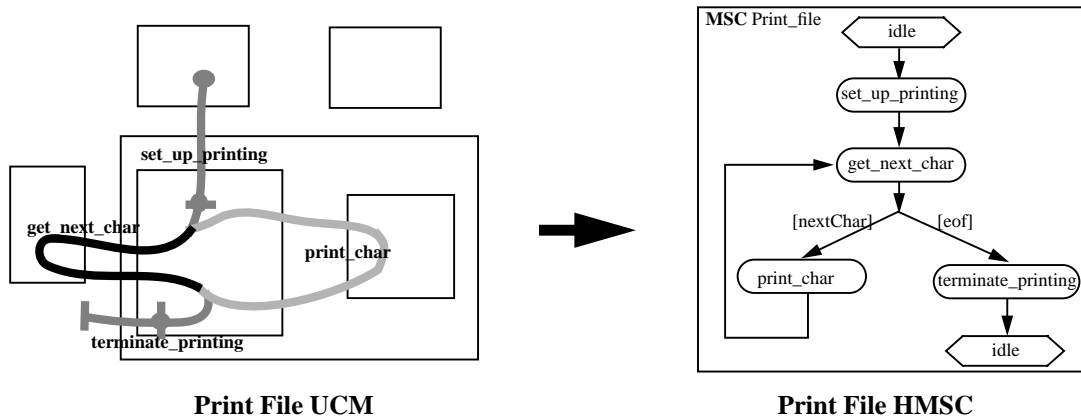 set_up_printing
get_next_char
print_char
terminate_printing
Print File UCM
MSC Print_file
idle
set_up_printing
get_next_char
[nextChar]
[eof]
print_char
terminate_printing
idle
Print File HMSC